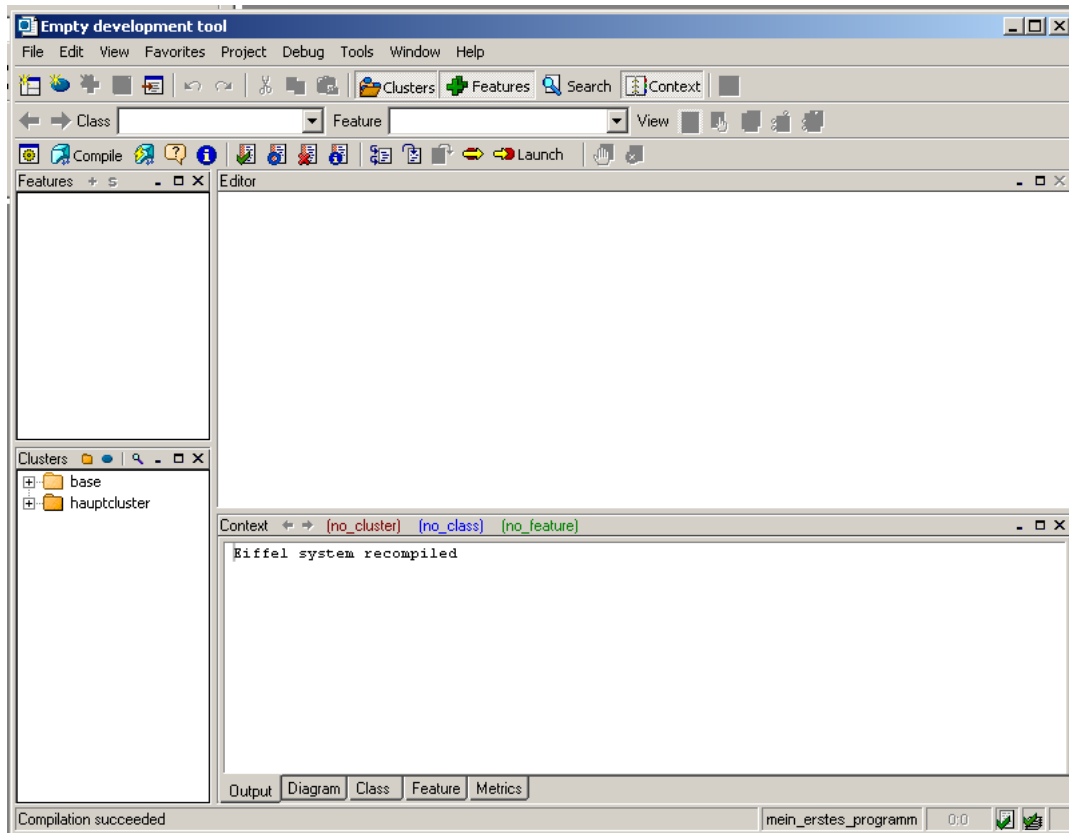 Empty development tool
File Edit View Favorites Project Debug Tools Window Help
Clusters Features Search Context
Class Feature View
Compile Launch
Features + s
Editor
Clusters
base
hauptcluster
Context (no_cluster) (no_class) (no_feature)
Eiffel system recompiled
Output Diagram Class Feature Metrics
Compilation succeeded mein_erstes_programm 0:0